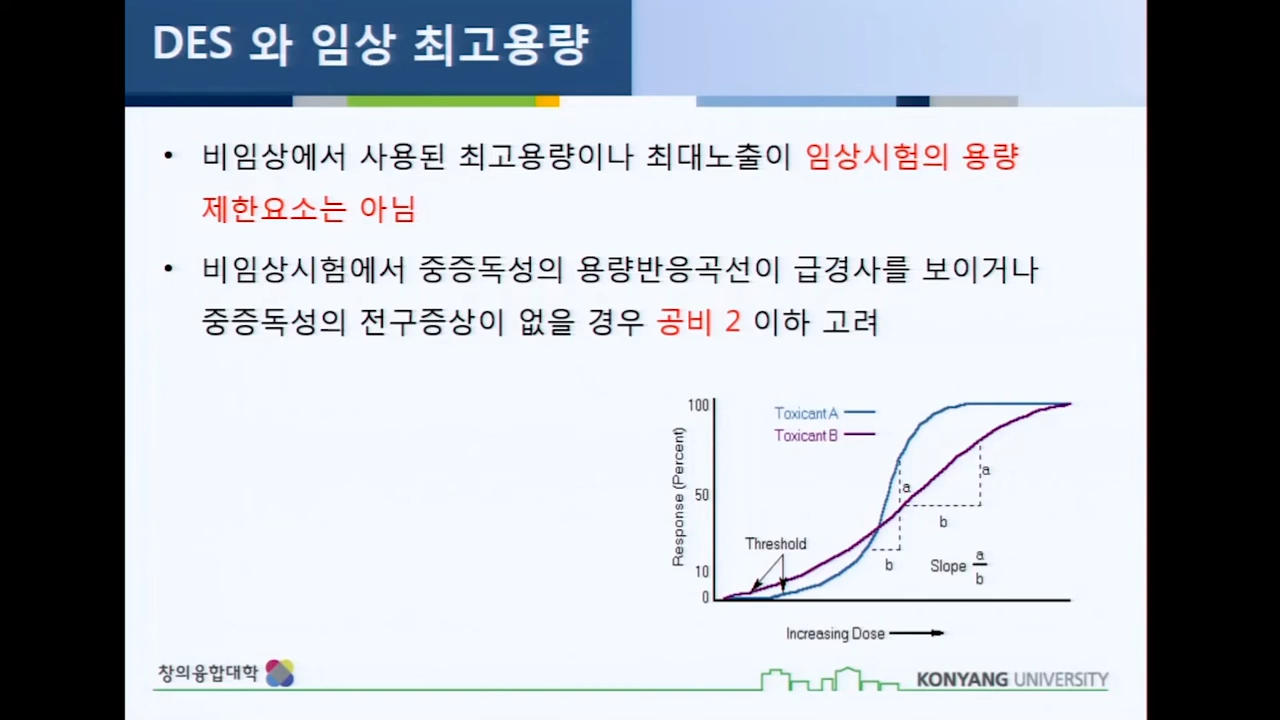 DES 와 임상 최고용량
• 비임상에서 사용된 최고용량이나 최대노출이 임상시험의 용량
제한요소는 아님
• 비임상시험에서 중증독성의 용량반응곡선이 급경사를 보이거나
중증독성의 전구증상이 없을 경우 공비 2 이하 고려
100
Toxicant A
Toxicant B
Response (Percent)
a
50
a
b
Threshold
b
Slope a/b
10
0
Increasing Dose
창의융합대학
KONYANG UNIVERSITY